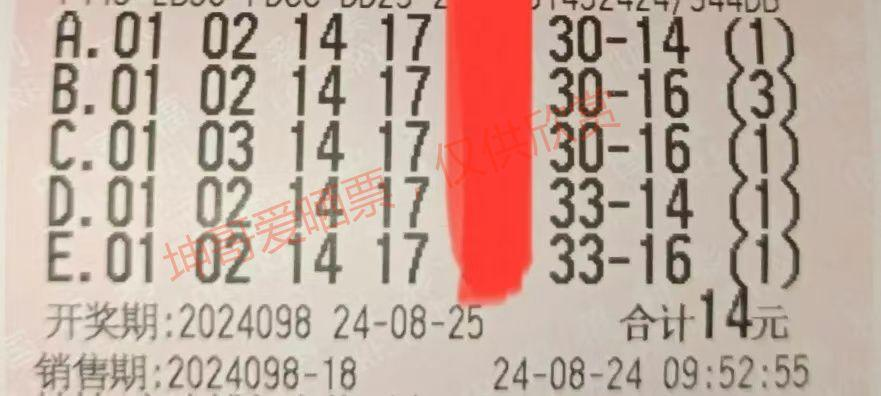 A.01 02 14 17 30-14 (1)
B.01 02 14 17 30-16 (3)
C.01 03 14 17 30-16 (1)
D.01 02 14 17 33-14 (1)
E.01 02 14 17 33-16 (1)
坤哥爱晒票，仅供欣赏
开奖期:2024098 24-08-25 合计14元
销售期:2024098-18 24-08-24 09:52:55